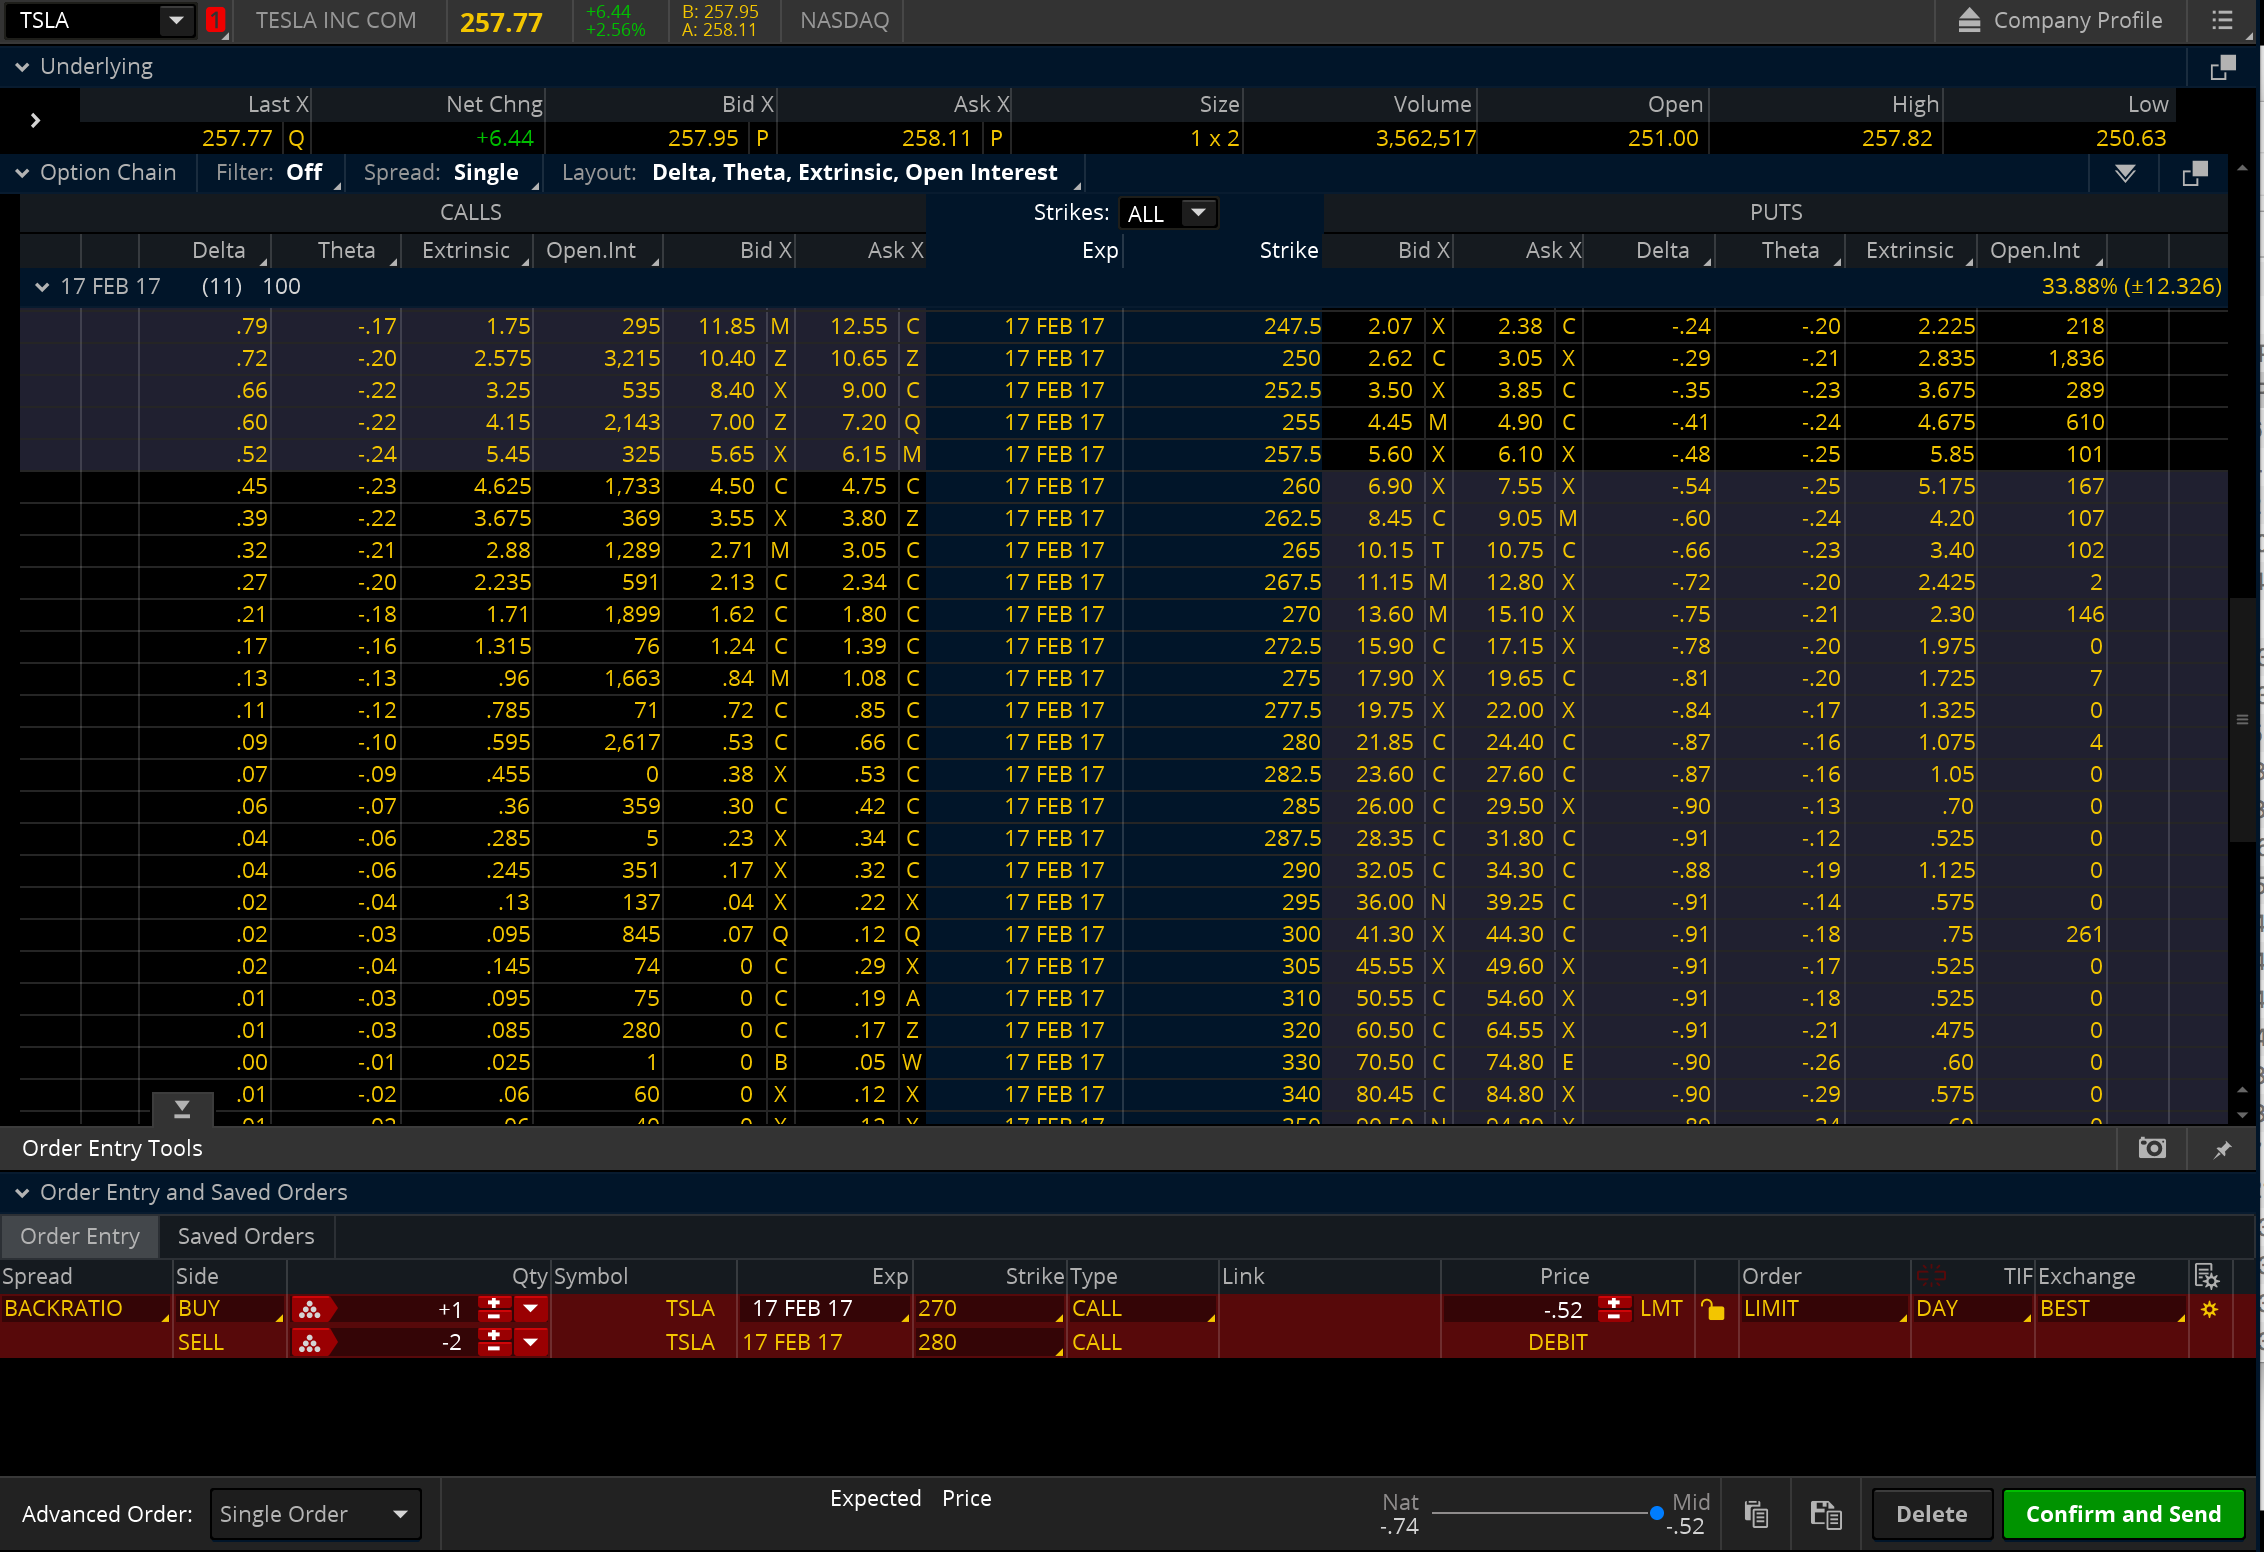 TSLA 1 TESLA INC COM 257.77 +6.44 +2.56% B: 257.95 A: 258.11 NASDAQ Company Profile
Underlying
Last X Net Chng Bid X Ask X Size Volume Open High Low
257.77 Q +6.44 257.95 P 258.11 P 1 x 2 3,562,517 251.00 257.82 250.63
Option Chain Filter: Off Spread: Single Layout: Delta, Theta, Extrinsic, Open Interest
CALLS Strikes: ALL PUTS
Delta Theta Extrinsic Open.Int Bid X Ask X Exp Strike Bid X Ask X Delta Theta Extrinsic Open.Int
17 FEB 17 (11) 100 33.88% (±12.326)
.79 -.17 1.75 295 11.85 M 12.55 C 17 FEB 17 247.5 2.07 X 2.38 C -.24 -.20 2.225 218
.72 -.20 2.575 3,215 10.40 Z 10.65 Z 17 FEB 17 250 2.62 C 3.05 X -.29 -.21 2.835 1,836
.66 -.22 3.25 535 8.40 X 9.00 C 17 FEB 17 252.5 3.50 X 3.85 C -.35 -.23 3.675 289
.60 -.22 4.15 2,143 7.00 Z 7.20 Q 17 FEB 17 255 4.45 M 4.90 C -.41 -.24 4.675 610
.52 -.24 5.45 325 5.65 X 6.15 M 17 FEB 17 257.5 5.60 X 6.10 X -.48 -.25 5.85 101
.45 -.23 4.625 1,733 4.50 C 4.75 C 17 FEB 17 260 6.90 X 7.55 X -.54 -.25 5.175 167
.39 -.22 3.675 369 3.55 X 3.80 Z 17 FEB 17 262.5 8.45 C 9.05 M -.60 -.24 4.20 107
.32 -.21 2.88 1,289 2.71 M 3.05 C 17 FEB 17 265 10.15 T 10.75 C -.66 -.23 3.40 102
.27 -.20 2.235 591 2.13 C 2.34 C 17 FEB 17 267.5 11.15 M 12.80 X -.72 -.20 2.425 2
.21 -.18 1.71 1,899 1.62 C 1.80 C 17 FEB 17 270 13.60 M 15.10 X -.75 -.21 2.30 146
.17 -.16 1.315 76 1.24 C 1.39 C 17 FEB 17 272.5 15.90 C 17.15 X -.78 -.20 1.975 0
.13 -.13 .96 1,663 .84 M 1.08 C 17 FEB 17 275 17.90 X 19.65 C -.81 -.20 1.725 7
.11 -.12 .785 71 .72 C .85 C 17 FEB 17 277.5 19.75 X 22.00 X -.84 -.17 1.325 0
.09 -.10 .595 2,617 .53 C .66 C 17 FEB 17 280 21.85 C 24.40 C -.87 -.16 1.075 4
.07 -.09 .455 0 .38 X .53 C 17 FEB 17 282.5 23.60 C 27.60 C -.87 -.16 1.05 0
.06 -.07 .36 359 .30 C .42 C 17 FEB 17 285 26.00 C 29.50 X -.90 -.13 .70 0
.04 -.06 .285 5 .23 X .34 C 17 FEB 17 287.5 28.35 C 31.80 C -.91 -.12 .525 0
.04 -.06 .245 351 .17 X .32 C 17 FEB 17 290 32.05 C 34.30 C -.88 -.19 1.125 0
.02 -.04 .13 137 .04 X .22 X 17 FEB 17 295 36.00 N 39.25 C -.91 -.14 .575 0
.02 -.03 .095 845 .07 Q .12 Q 17 FEB 17 300 41.30 X 44.30 C -.91 -.18 .75 261
.02 -.04 .145 74 0 C .29 X 17 FEB 17 305 45.55 X 49.60 X -.91 -.17 .525 0
.01 -.03 .095 75 0 C .19 A 17 FEB 17 310 50.55 C 54.60 X -.91 -.18 .525 0
.01 -.03 .085 280 0 C .17 Z 17 FEB 17 320 60.50 C 64.55 X -.91 -.21 .475 0
.00 -.01 .025 1 0 B .05 W 17 FEB 17 330 70.50 C 74.80 E -.90 -.26 .60 0
.01 -.02 .06 60 0 X .12 X 17 FEB 17 340 80.45 C 84.80 X -.90 -.29 .575 0
Order Entry Tools
Order Entry and Saved Orders
Order Entry Saved Orders
Spread Side Qty Symbol Exp Strike Type Link Price Order TIF Exchange
BACKRATIO BUY +1 TSLA 17 FEB 17 270 CALL -.52 LMT LIMIT DAY BEST
SELL -2 TSLA 17 FEB 17 280 CALL DEBIT
Advanced Order: Single Order Expected Price Nat -.74 Mid -.52 Delete Confirm and Send